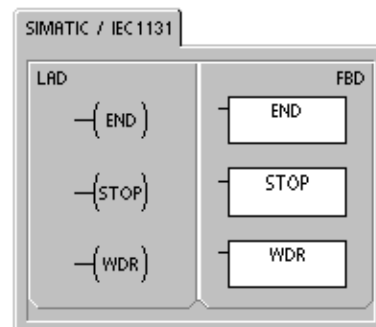 SIMATIC / IEC 1131
LAD FBD
( END ) END
(STOP) STOP
(WDR) WDR